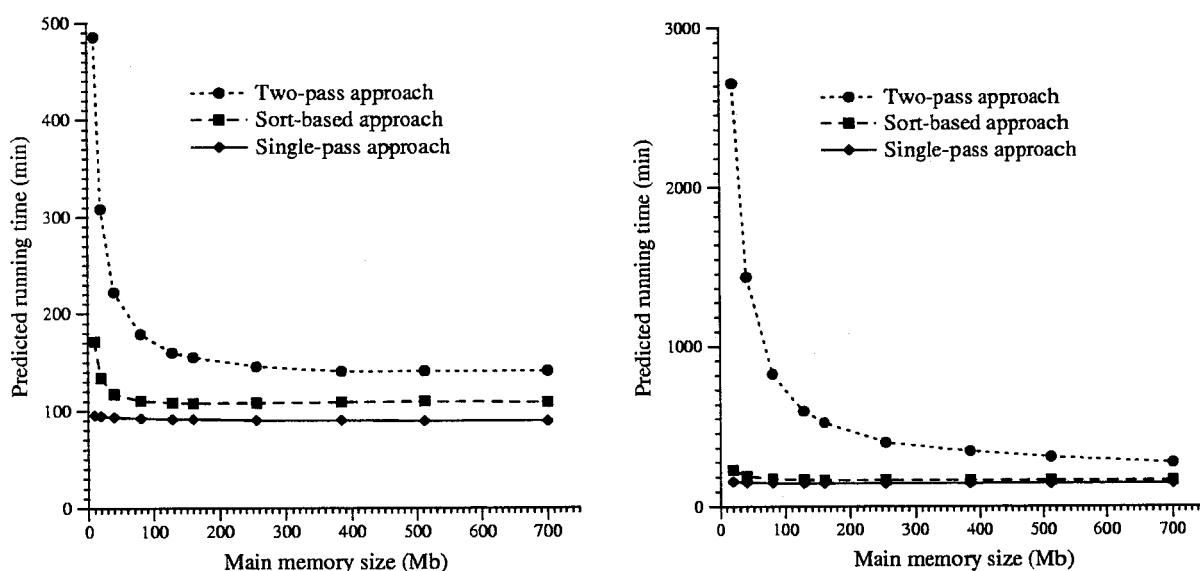 500
400
300
200
100
0
Predicted running time (min)
Two-pass approach
Sort-based approach
Single-pass approach
0 100 200 300 400 500 600 700
Main memory size (Mb)
3000
2000
1000
0
Predicted running time (min)
Two-pass approach
Sort-based approach
Single-pass approach
0 100 200 300 400 500 600 700
Main memory size (Mb)